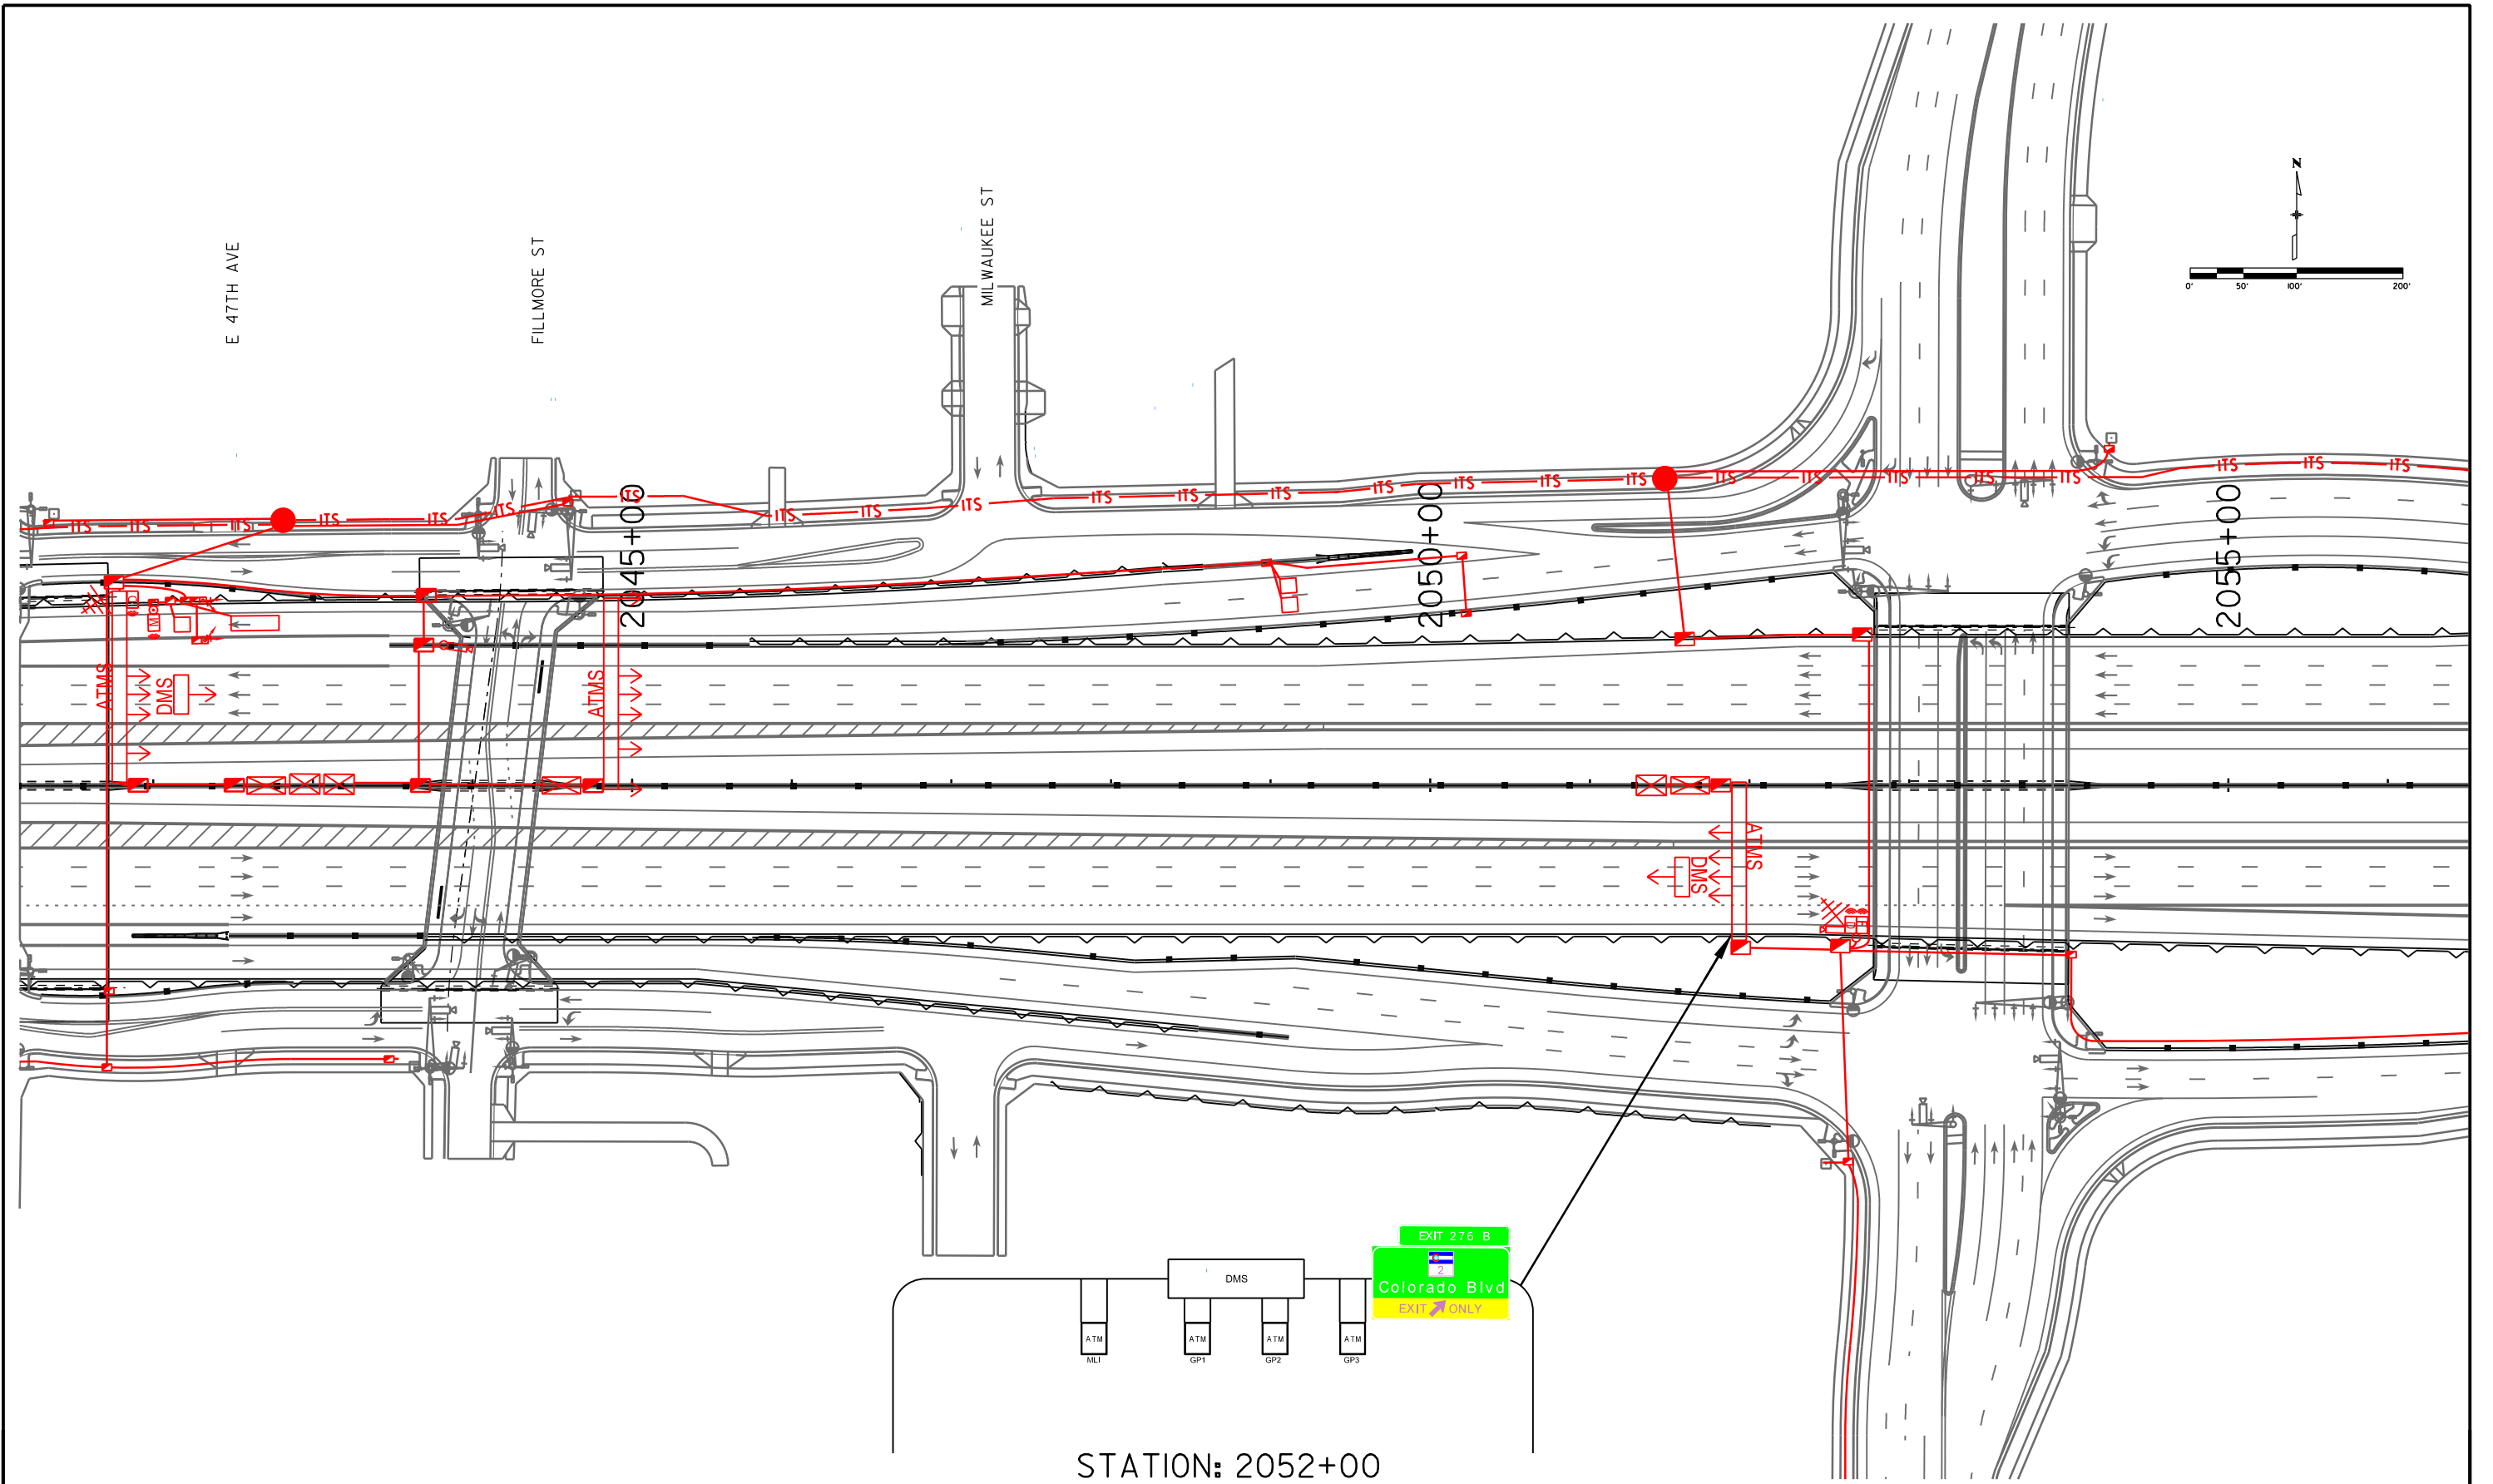 E 47TH AVE
FILLMORE ST
MILWAUKEE ST
N
0' 50' 100' 200'
2045+00
2050+00
2055+00
ITS ITS ITS ITS ITS ITS ITS ITS ITS ITS ITS ITS ITS ITS ITS ITS ITS ITS ITS ITS ITS ITS ITS
ATMS
DMS
ATMS
ATMS
DMS
EXIT 276 B
2
Colorado Blvd
EXIT ONLY
DMS
ATM ATM ATM ATM
MLI GP1 GP2 GP3
STATION: 2052+00